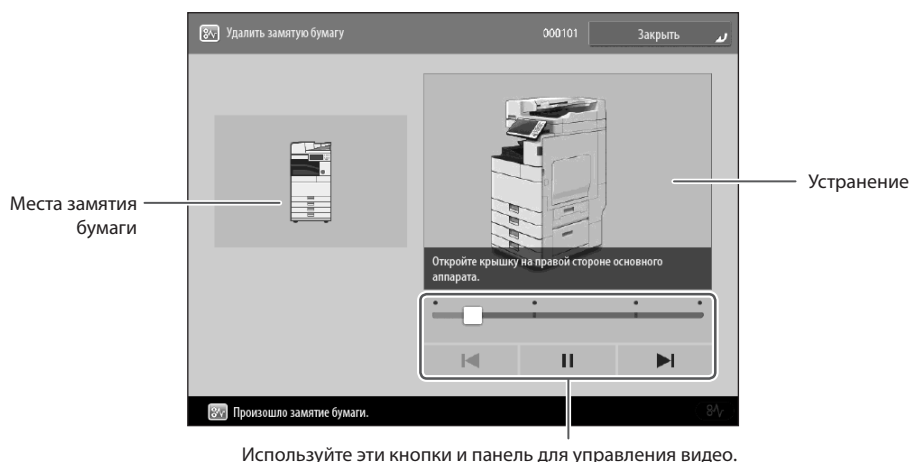 Удалить замятую бумагу
000101
Закрыть
Места замятия
бумаги
Устранение
Откройте крышку на правой стороне основного
аппарата.
Произошло замятие бумаги.
Используйте эти кнопки и панель для управления видео.